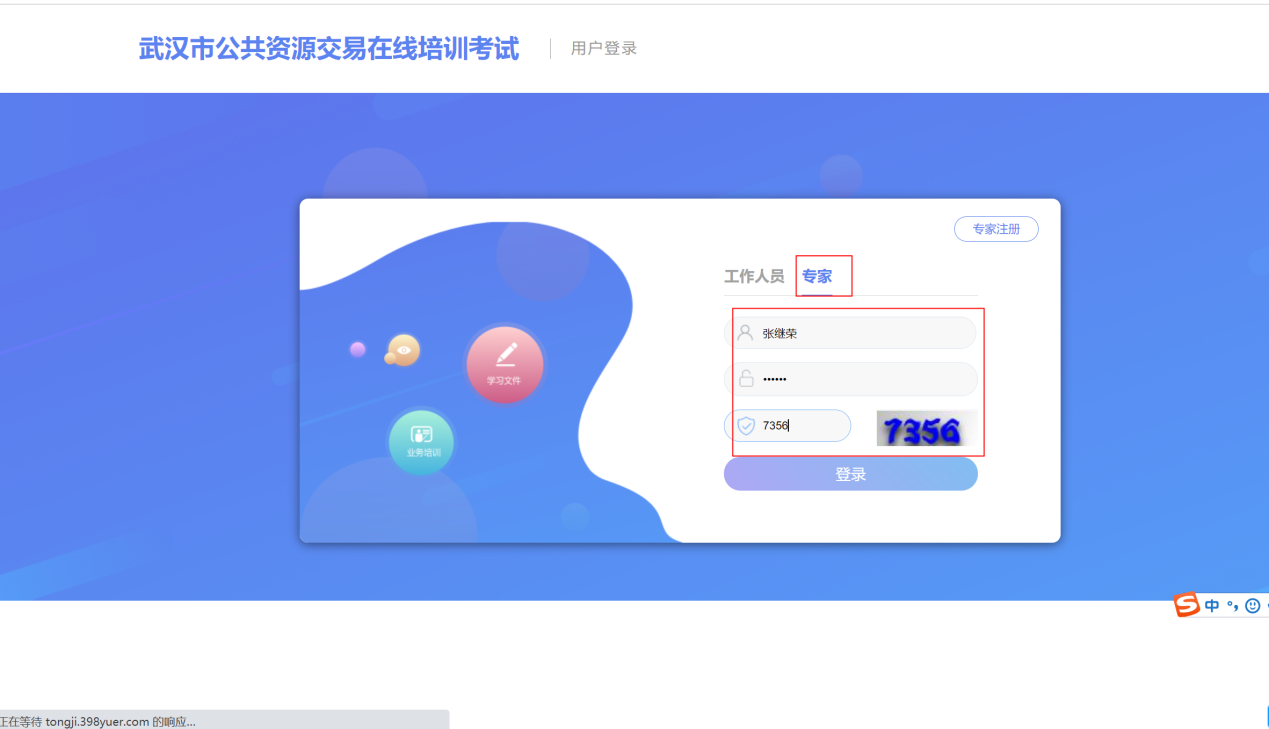 武汉市公共资源交易在线培训考试 用户登录
专家注册
工作人员 专家
张继荣
••••••
7356 7356
登录
学习文件
业务培训
中 °,
正在等待 tongji.398yuer.com 的响应...